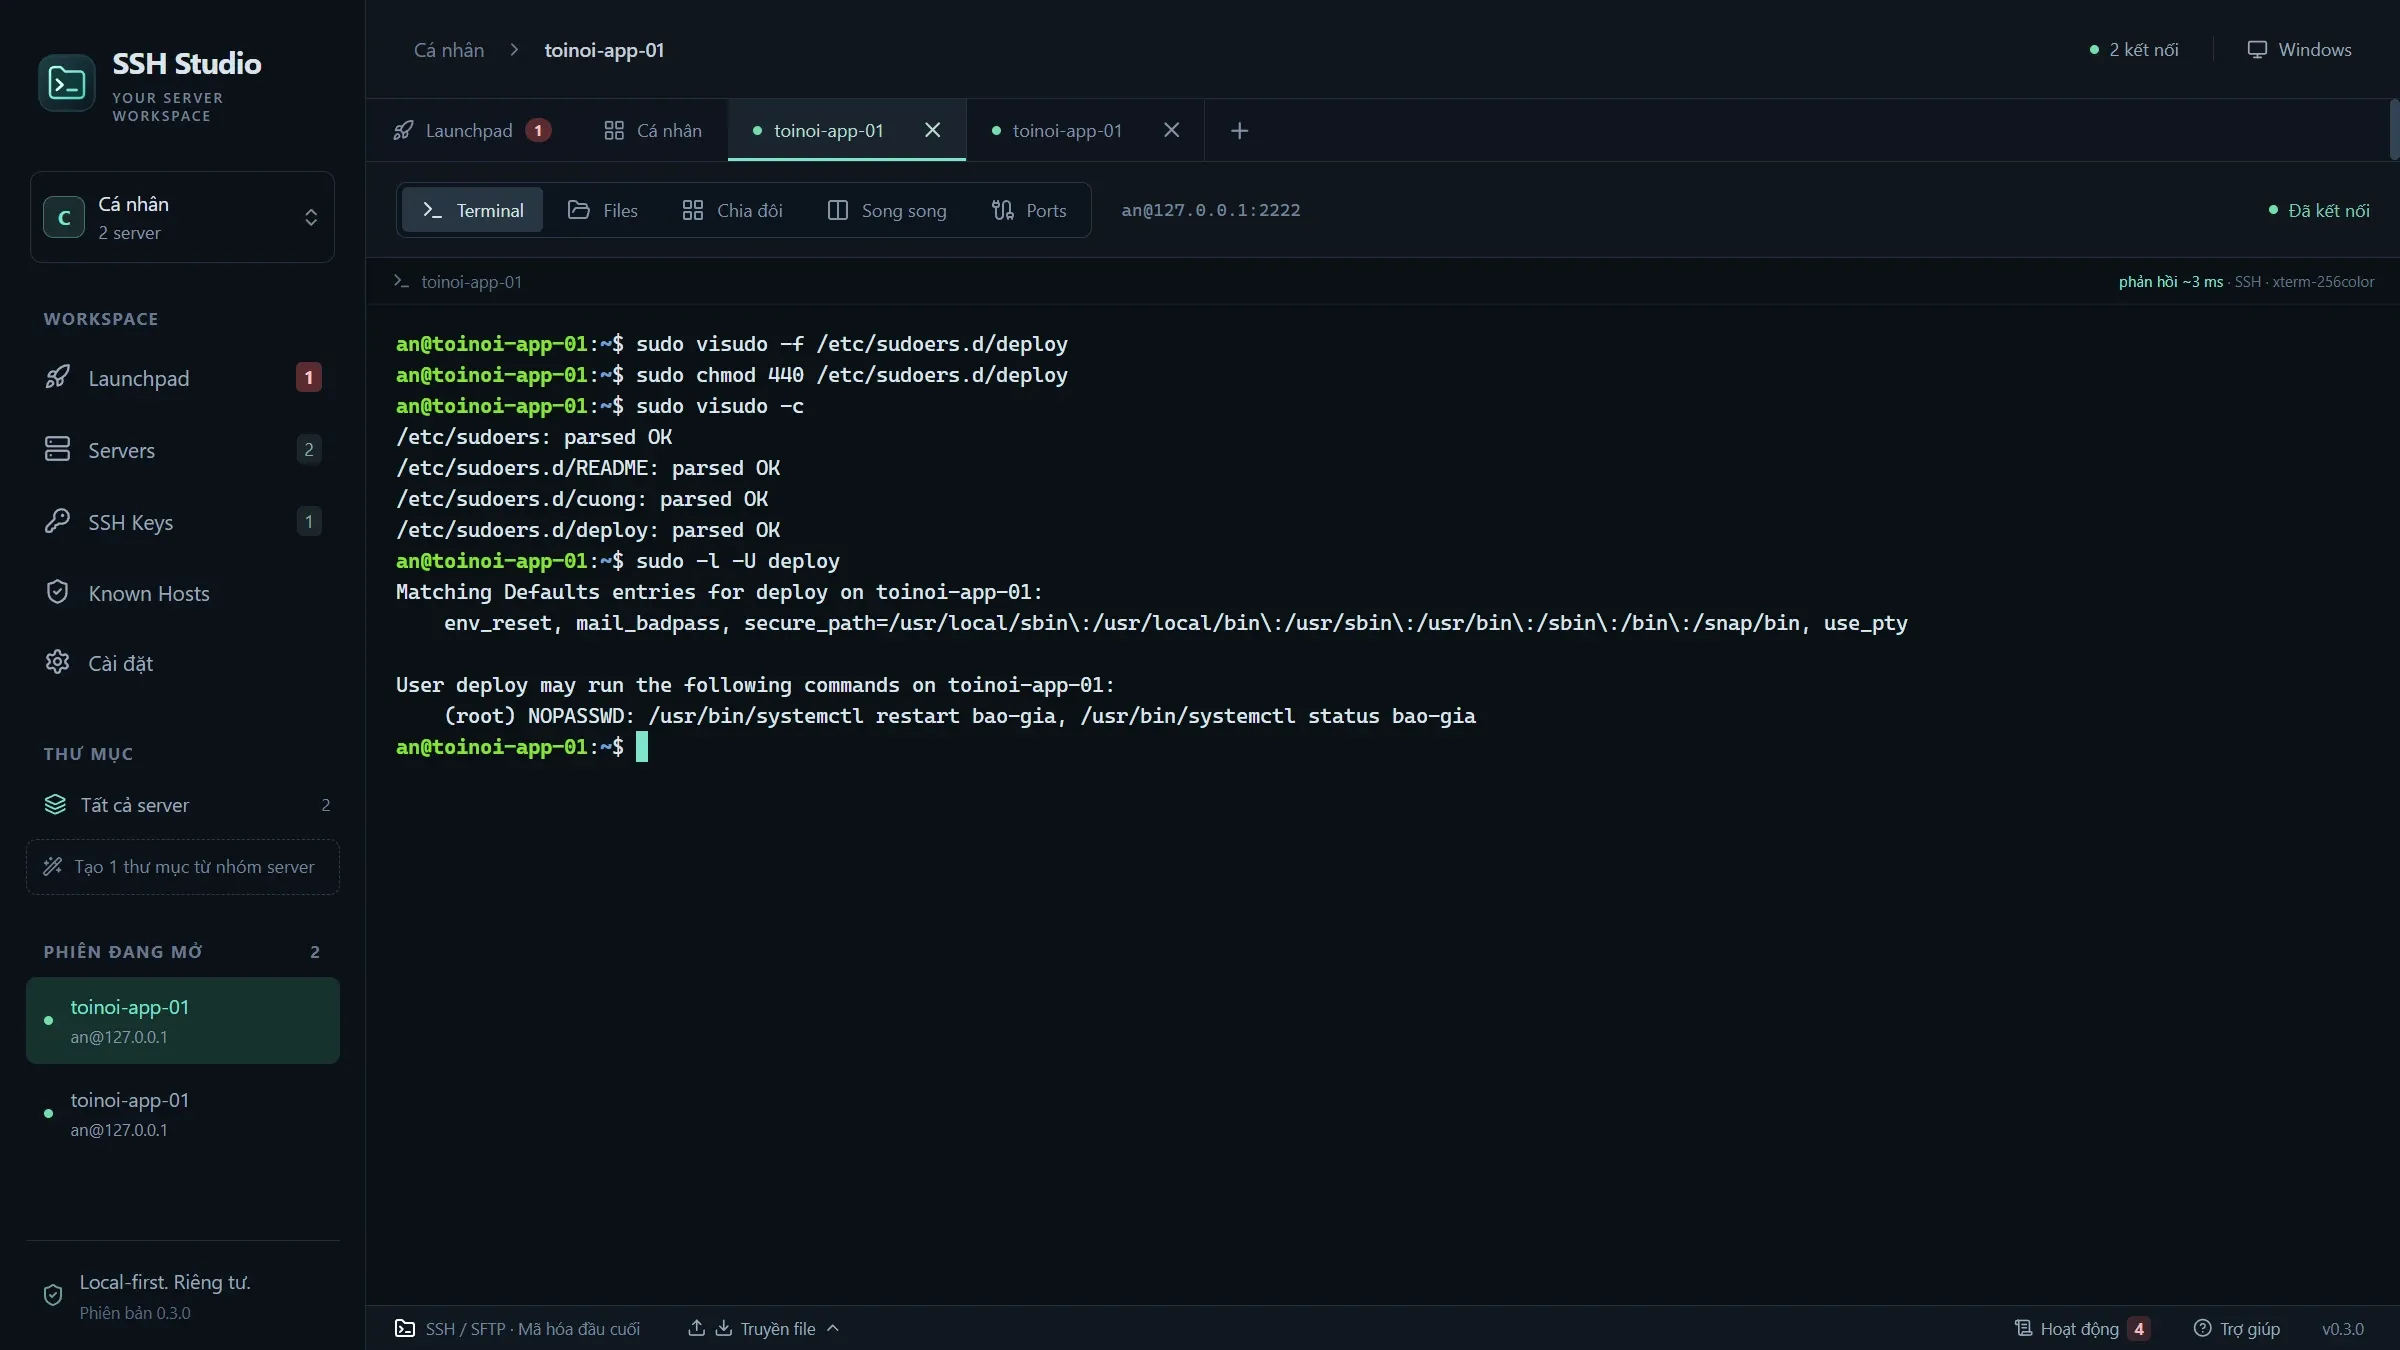 SSH Studio
YOUR SERVER
WORKSPACE
C
Cá nhân
2 server
WORKSPACE
Launchpad 1
Servers 2
SSH Keys 1
Known Hosts
Cài đặt
THƯ MỤC
Tất cả server 2
Tạo 1 thư mục từ nhóm server
PHIÊN ĐANG MỞ 2
toinoi-app-01
an@127.0.0.1
toinoi-app-01
an@127.0.0.1
Local-first. Riêng tư.
Phiên bản 0.3.0
Cá nhân > toinoi-app-01
2 kết nối
Windows
Launchpad 1
Cá nhân
toinoi-app-01
toinoi-app-01
Terminal
Files
Chia đôi
Song song
Ports
an@127.0.0.1:2222
Đã kết nối
toinoi-app-01
phản hồi ~3 ms · SSH · xterm-256color
an@toinoi-app-01:~$ sudo visudo -f /etc/sudoers.d/deploy
an@toinoi-app-01:~$ sudo chmod 440 /etc/sudoers.d/deploy
an@toinoi-app-01:~$ sudo visudo -c
/etc/sudoers: parsed OK
/etc/sudoers.d/README: parsed OK
/etc/sudoers.d/cuong: parsed OK
/etc/sudoers.d/deploy: parsed OK
an@toinoi-app-01:~$ sudo -l -U deploy
Matching Defaults entries for deploy on toinoi-app-01:
    env_reset, mail_badpass, secure_path=/usr/local/sbin\:/usr/local/bin\:/usr/sbin\:/usr/bin\:/sbin\:/bin\:/snap/bin, use_pty
User deploy may run the following commands on toinoi-app-01:
    (root) NOPASSWD: /usr/bin/systemctl restart bao-gia, /usr/bin/systemctl status bao-gia
an@toinoi-app-01:~$
SSH / SFTP · Mã hóa đầu cuối
Truyền file
Hoạt động 4
Trợ giúp
v0.3.0